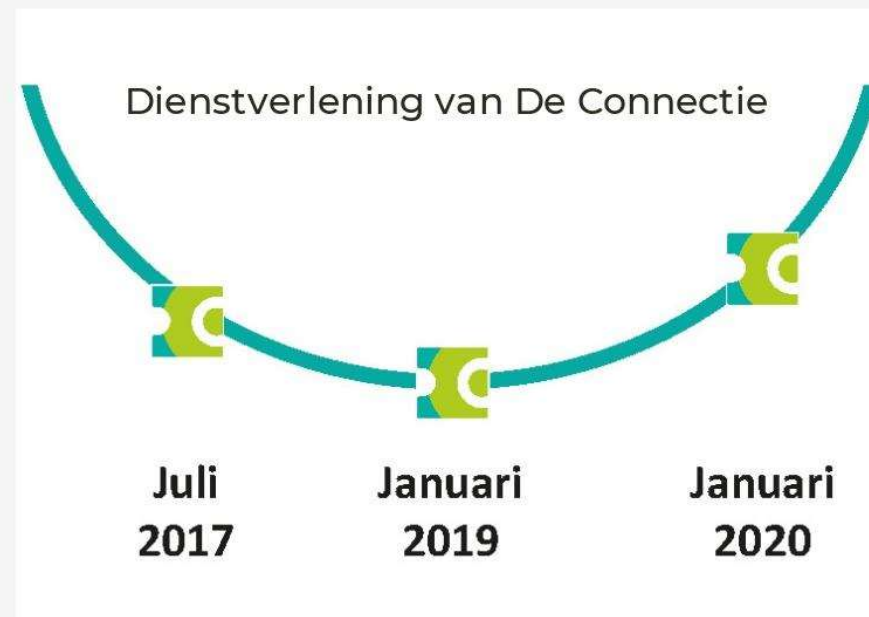 Dienstverlening van De Connectie
Juli
2017
Januari
2019
Januari
2020